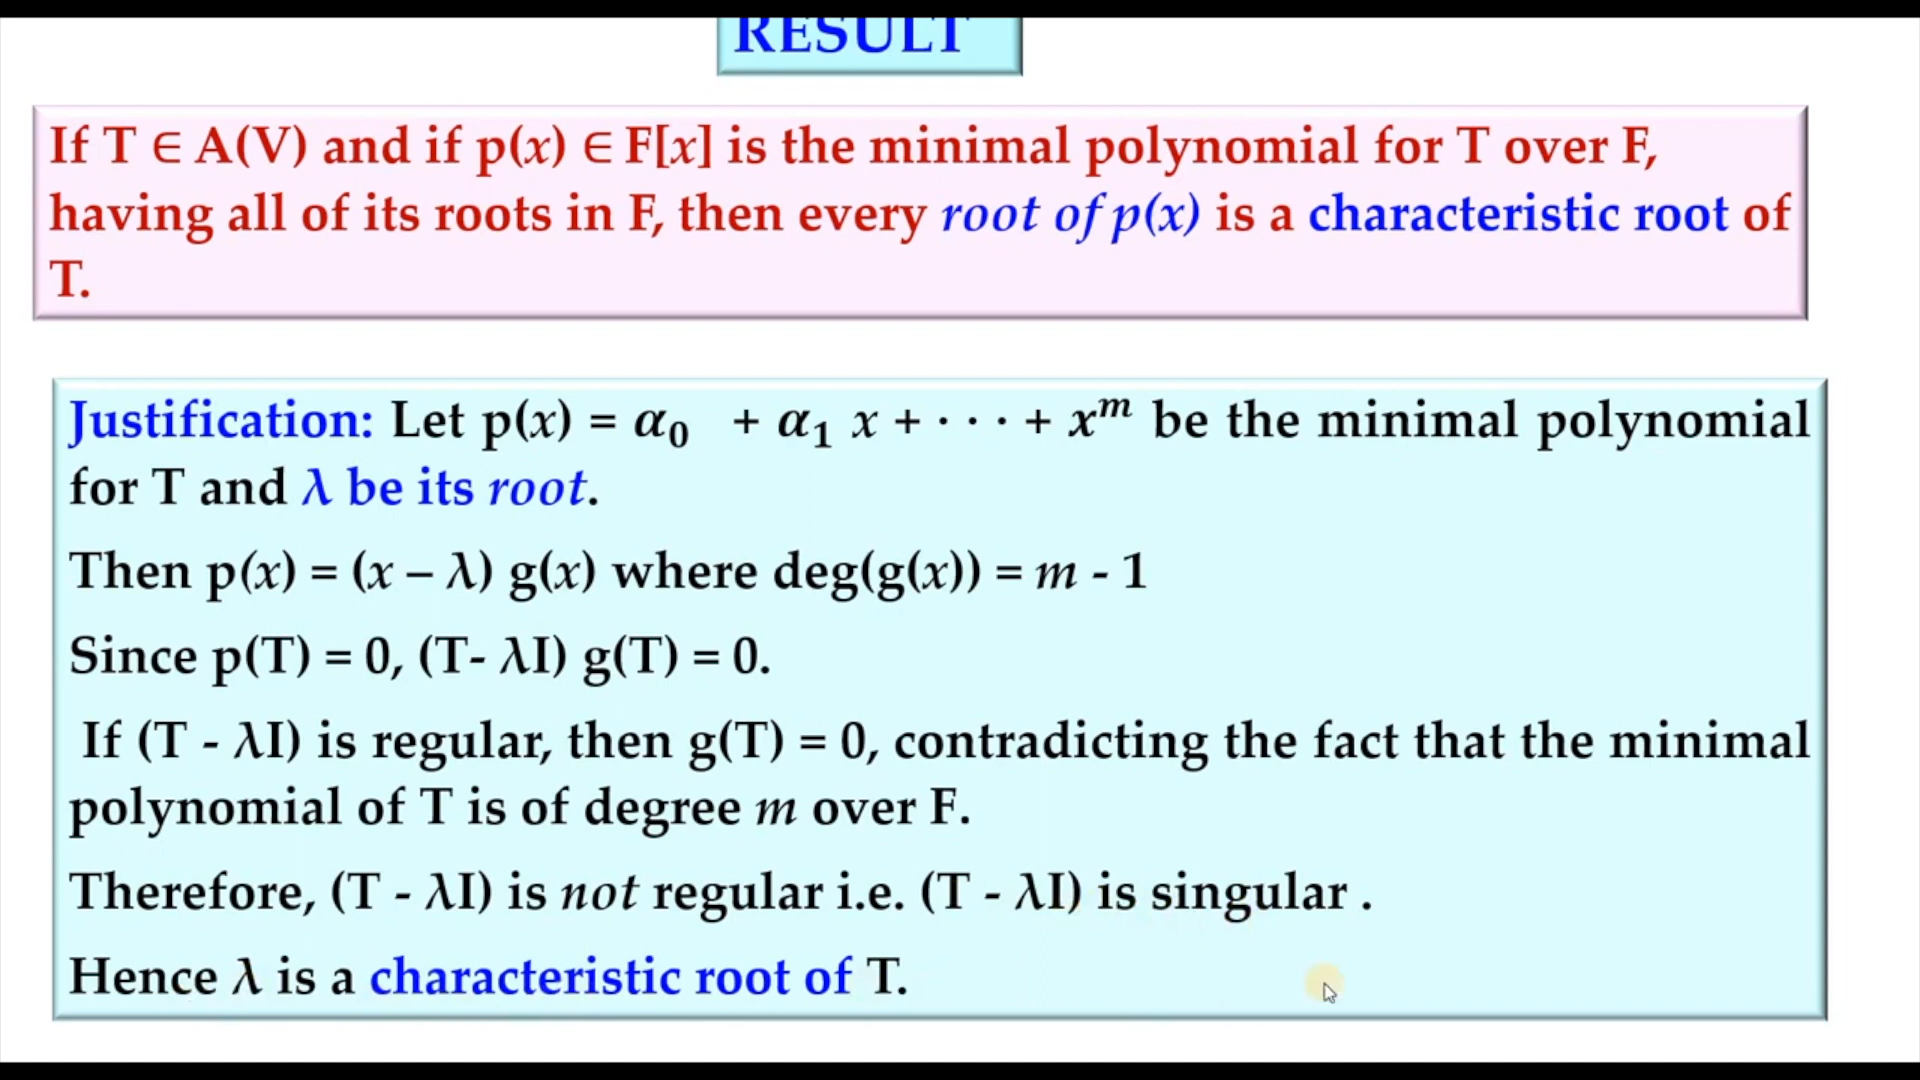 RESULT
If T ∈ A(V) and if p(x) ∈ F[x] is the minimal polynomial for T over F,
having all of its roots in F, then every root of p(x) is a characteristic root of
T.
Justification: Let p(x) = α₀ + α₁ x + · · · + xᵐ be the minimal polynomial
for T and λ be its root.
Then p(x) = (x – λ) g(x) where deg(g(x)) = m - 1
Since p(T) = 0, (T- λI) g(T) = 0.
If (T - λI) is regular, then g(T) = 0, contradicting the fact that the minimal
polynomial of T is of degree m over F.
Therefore, (T - λI) is not regular i.e. (T - λI) is singular .
Hence λ is a characteristic root of T.